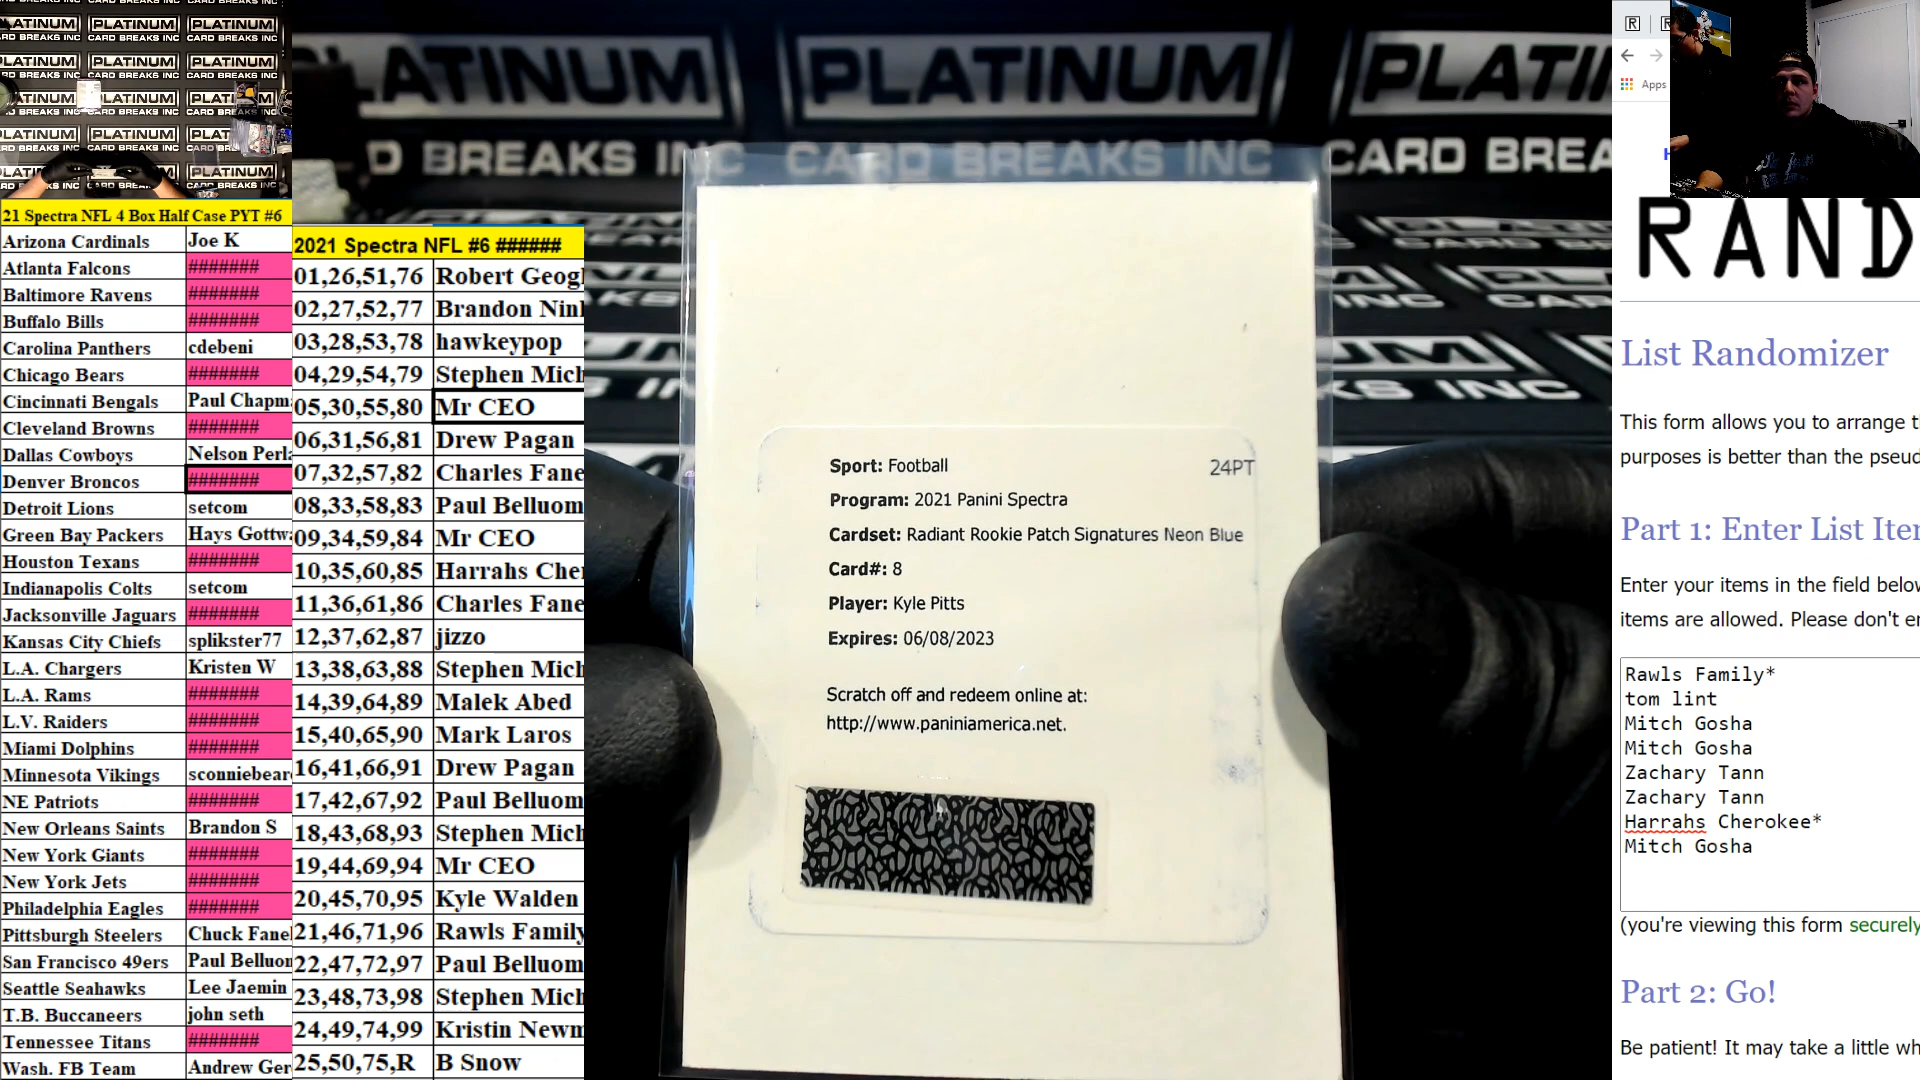 21 Spectra NFL 4 Box Half Case PYT #6
Arizona Cardinals Joe K
Atlanta Falcons #######
Baltimore Ravens #######
Buffalo Bills #######
Carolina Panthers cdebeni
Chicago Bears #######
Cincinnati Bengals Paul Chapm
Cleveland Browns #######
Dallas Cowboys Nelson Perla
Denver Broncos #######
Detroit Lions setcom
Green Bay Packers Hays Gottwa
Houston Texans #######
Indianapolis Colts setcom
Jacksonville Jaguars #######
Kansas City Chiefs splikster77
L.A. Chargers Kristen W
L.A. Rams #######
L.V. Raiders #######
Miami Dolphins #######
Minnesota Vikings sconniebear
NE Patriots #######
New Orleans Saints Brandon S
New York Giants #######
New York Jets #######
Philadelphia Eagles #######
Pittsburgh Steelers Chuck Fane
San Francisco 49ers Paul Belluon
Seattle Seahawks Lee Jaemin
T.B. Buccaneers john seth
Tennessee Titans #######
Wash. FB Team Andrew Ger
2021 Spectra NFL #6 ######
01,26,51,76 Robert Geogl
02,27,52,77 Brandon Nin
03,28,53,78 hawkeypop
04,29,54,79 Stephen Mich
05,30,55,80 Mr CEO
06,31,56,81 Drew Pagan
07,32,57,82 Charles Fane
08,33,58,83 Paul Belluom
09,34,59,84 Mr CEO
10,35,60,85 Harrahs Cher
11,36,61,86 Charles Fane
12,37,62,87 jizzo
13,38,63,88 Stephen Mich
14,39,64,89 Malek Abed
15,40,65,90 Mark Laros
16,41,66,91 Drew Pagan
17,42,67,92 Paul Belluom
18,43,68,93 Stephen Mich
19,44,69,94 Mr CEO
20,45,70,95 Kyle Walden
21,46,71,96 Rawls Family
22,47,72,97 Paul Belluom
23,48,73,98 Stephen Mich
24,49,74,99 Kristin Newm
25,50,75,R B Snow
PLATINUM
CARD BREAKS INC
Sport: Football 24PT
Program: 2021 Panini Spectra
Cardset: Radiant Rookie Patch Signatures Neon Blue
Card#: 8
Player: Kyle Pitts
Expires: 06/08/2023
Scratch off and redeem online at:
http://www.paniniamerica.net.
Apps
RAND
List Randomizer
This form allows you to arrange t
purposes is better than the pseud
Part 1: Enter List Iter
Enter your items in the field below
items are allowed. Please don't er
Rawls Family*
tom lint
Mitch Gosha
Mitch Gosha
Zachary Tann
Zachary Tann
Harrahs Cherokee*
Mitch Gosha
(you're viewing this form securely
Part 2: Go!
Be patient! It may take a little wh